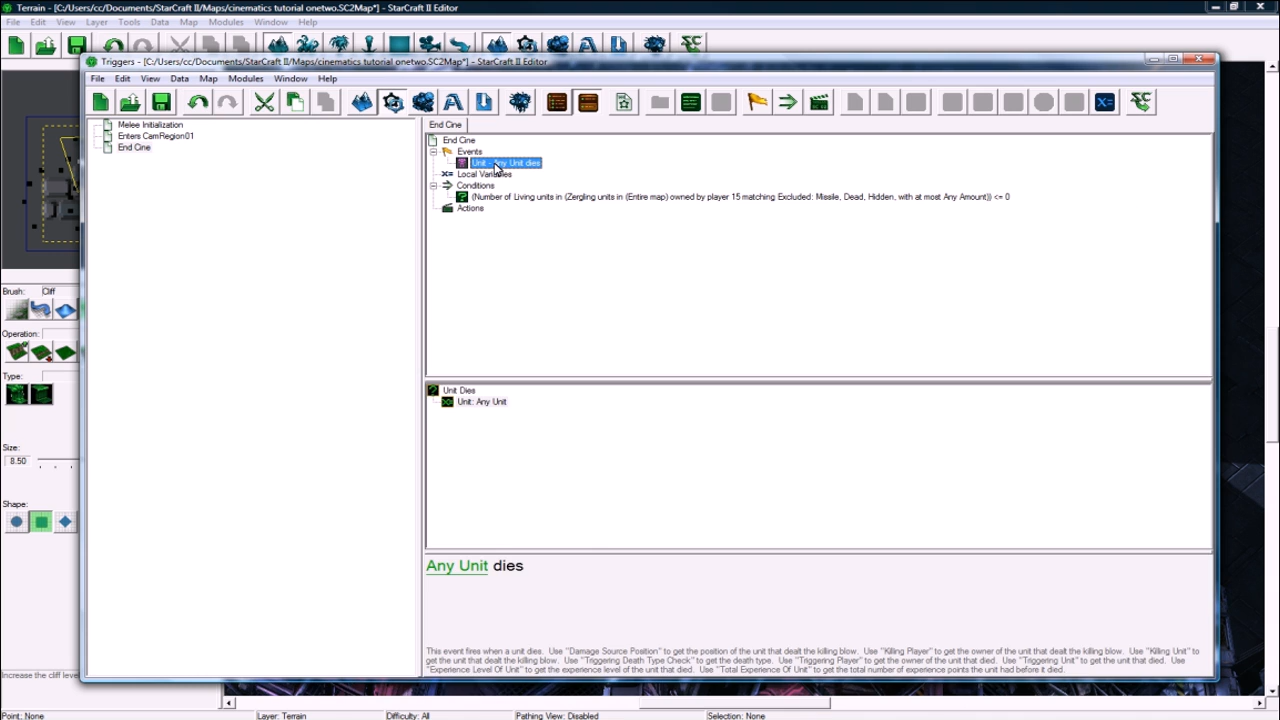 Terrain - [C:/Users/cc/Documents/StarCraft II/Maps/cinematics tutorial onetwo.SC2Map*] - StarCraft II Editor
File Edit View Layer Tools Data Map Modules Window Help
Triggers - [C:/Users/cc/Documents/StarCraft II/Maps/cinematics tutorial onetwo.SC2Map*] - StarCraft II Editor
File Edit View Data Map Modules Window Help
Melee Initialization
Enters CamRegion01
End Cine
End Cine
End Cine
Events
Unit - Any Unit dies
Local Variables
Conditions
(Number of Living units in (Zergling units in (Entire map) owned by player 15 matching Excluded: Missile, Dead, Hidden, with at most Any Amount)) <= 0
Actions
Brush: Cliff
Operation:
Type:
Size:
8.50
Shape:
Unit Dies
Unit: Any Unit
Any Unit dies
This event fires when a unit dies. Use "Damage Source Position" to get the position of the unit that dealt the killing blow. Use "Killing Player" to get the owner of the unit that dealt the killing blow. Use "Killing Unit" to
get the unit that dealt the killing blow. Use "Triggering Death Type Check" to get the death type. Use "Triggering Player" to get the owner of the unit that died. Use "Triggering Unit" to get the unit that died. Use
"Experience Level Of Unit" to get the experience level of the unit that died. Use "Total Experience Of Unit" to get the total number of experience points the unit had before it died.
Increase the cliff leve
Point: None Layer: Terrain Difficulty: All Pathing View: Disabled Selection: None